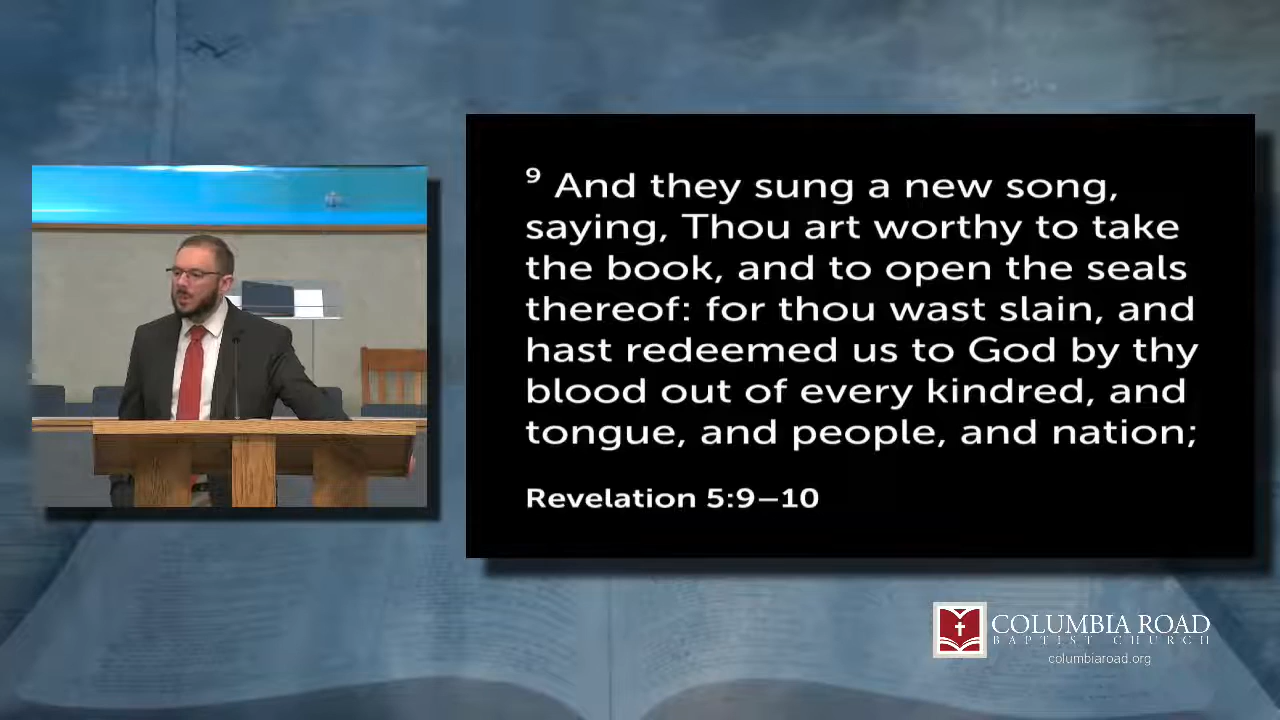 9 And they sung a new song,
saying, Thou art worthy to take
the book, and to open the seals
thereof: for thou wast slain, and
hast redeemed us to God by thy
blood out of every kindred, and
tongue, and people, and nation;
Revelation 5:9–10
COLUMBIA ROAD
BAPTIST CHURCH
columbiaroad.org